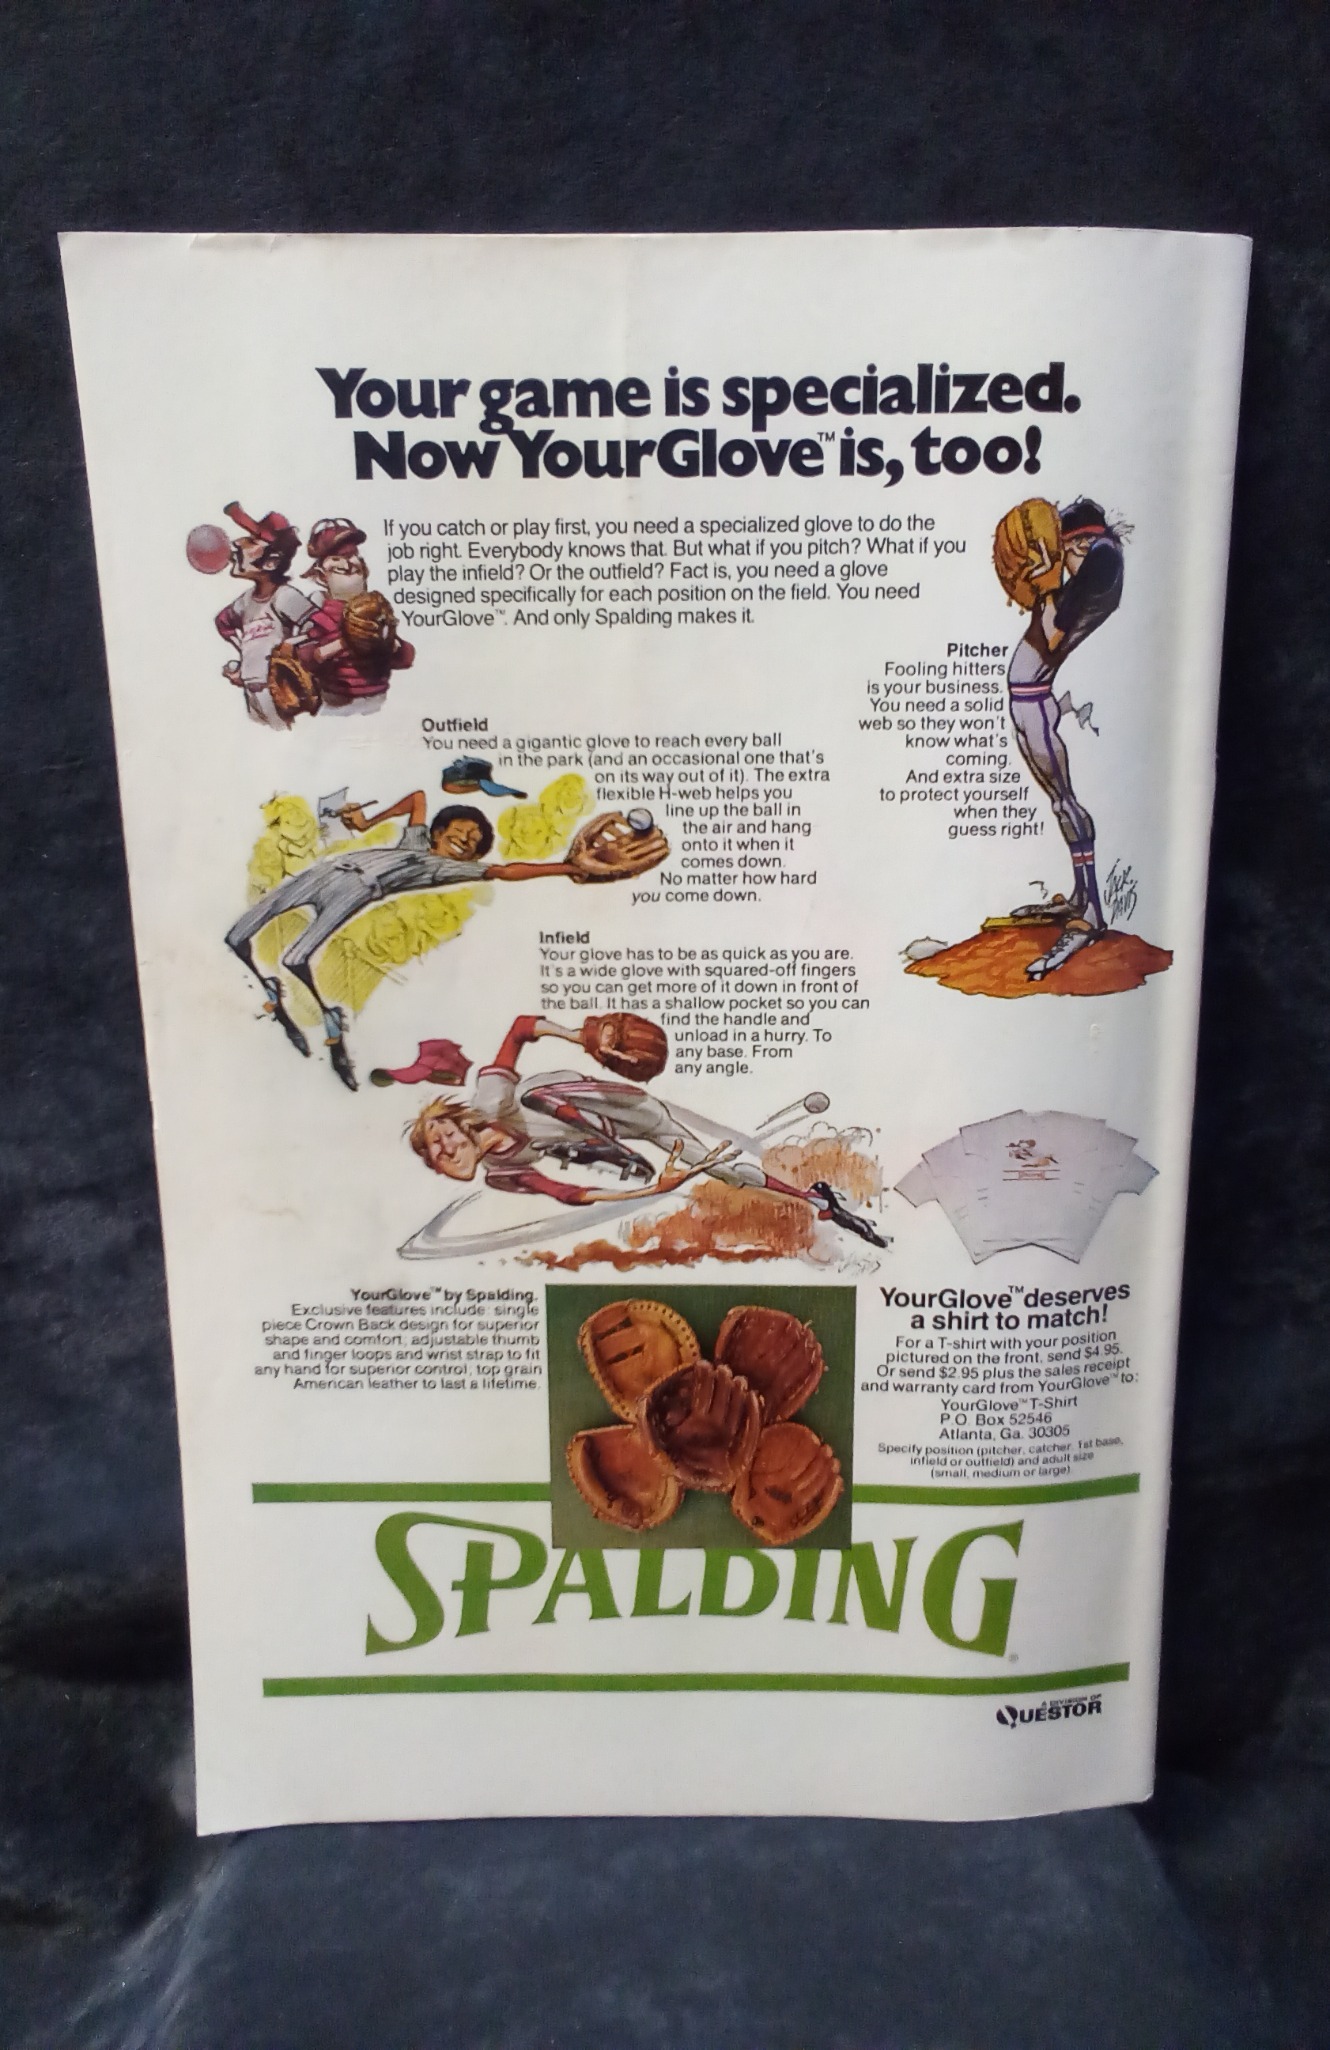 Your game is specialized.
Now YourGlove™ is, too!
If you catch or play first, you need a specialized glove to do the
job right. Everybody knows that. But what if you pitch? What if you
play the infield? Or the outfield? Fact is, you need a glove
designed specifically for each position on the field. You need
YourGlove™. And only Spalding makes it.
Pitcher
Fooling hitters
is your business.
You need a solid
web so they won't
know what's
coming.
And extra size
to protect yourself
when they
guess right!
Jack
Davis
Outfield
You need a gigantic glove to reach every ball
in the park (and an occasional one that's
on its way out of it). The extra
flexible H-web helps you
line up the ball in
the air and hang
onto it when it
comes down.
No matter how hard
you come down.
Infield
Your glove has to be as quick as you are.
It's a wide glove with squared-off fingers
so you can get more of it down in front of
the ball. It has a shallow pocket so you can
find the handle and
unload in a hurry. To
any base. From
any angle.
YourGlove™ by Spalding.
Exclusive features include: single
piece Crown Back design for superior
shape and comfort; adjustable thumb
and finger loops and wrist strap to fit
any hand for superior control; top grain
American leather to last a lifetime.
YourGlove™ deserves
a shirt to match!
For a T-shirt with your position
pictured on the front, send $4.95.
Or send $2.95 plus the sales receipt
and warranty card from YourGlove™ to:
YourGlove™ T-Shirt
P.O. Box 52546
Atlanta, Ga. 30305
Specify position (pitcher, catcher, 1st base,
infield or outfield) and adult size
(small, medium or large)
SPALDING®
A DIVISION OF
QUESTOR